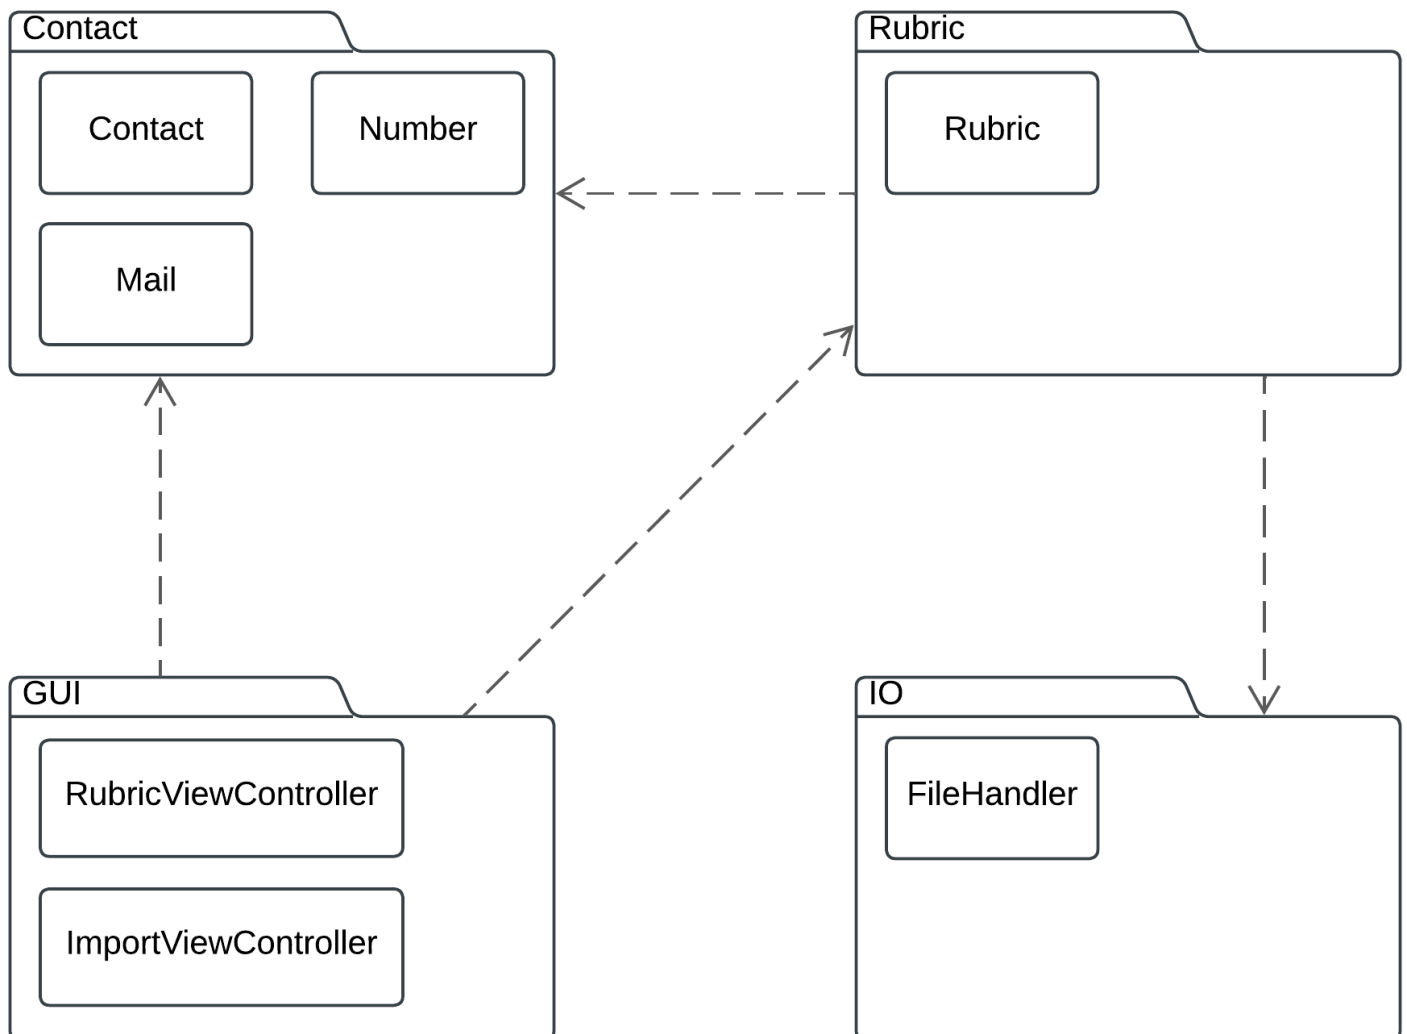 Contact
Contact
Number
Mail
Rubric
Rubric
GUI
RubricViewController
ImportViewController
IO
FileHandler